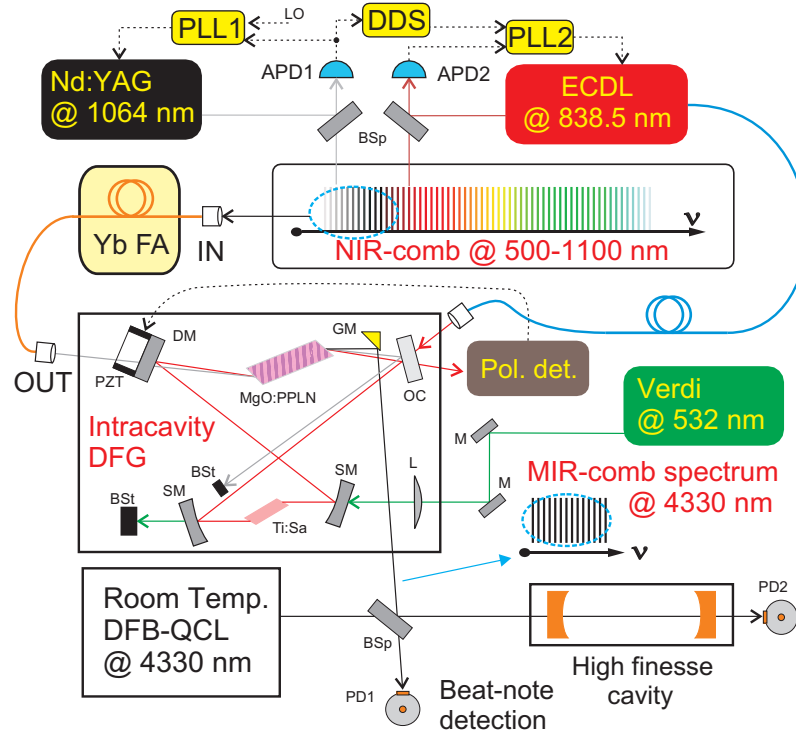 PLL1
LO
DDS
PLL2
APD1
APD2
Nd:YAG
@ 1064 nm
BSp
ECDL
@ 838.5 nm
Yb FA
IN
ν
NIR-comb @ 500-1100 nm
OUT
PZT
DM
GM
MgO:PPLN
OC
Pol. det.
Verdi
@ 532 nm
Intracavity
DFG
BSt
SM
BSt
Ti:Sa
SM
L
M
M
MIR-comb spectrum
@ 4330 nm
ν
Room Temp.
DFB-QCL
@ 4330 nm
BSp
PD2
High finesse
cavity
PD1
Beat-note
detection